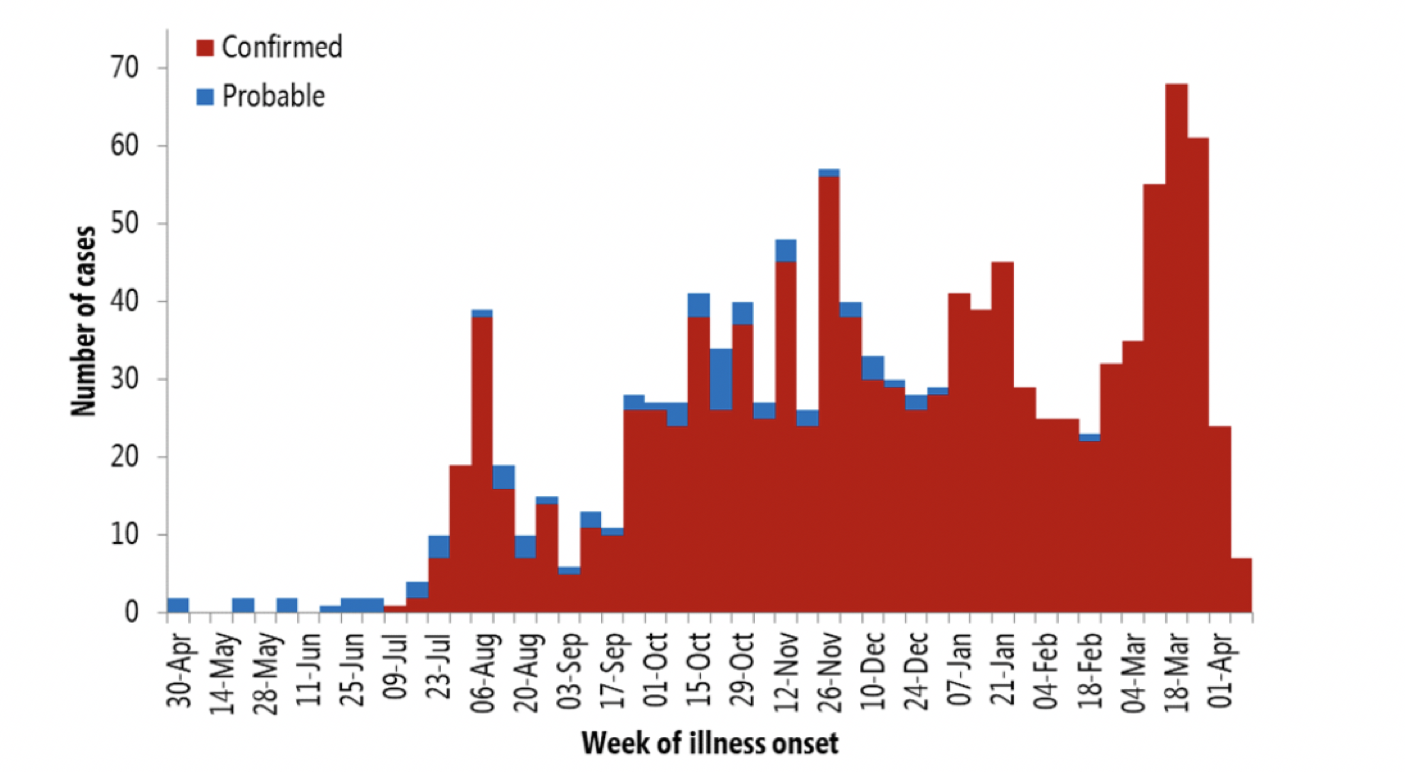 Confirmed
Probable
Number of cases
70
60
50
40
30
20
10
0
30-Apr
14-May
28-May
11-Jun
25-Jun
09-Jul
23-Jul
06-Aug
20-Aug
03-Sep
17-Sep
01-Oct
15-Oct
29-Oct
12-Nov
26-Nov
10-Dec
24-Dec
07-Jan
21-Jan
04-Feb
18-Feb
04-Mar
18-Mar
01-Apr
Week of illness onset